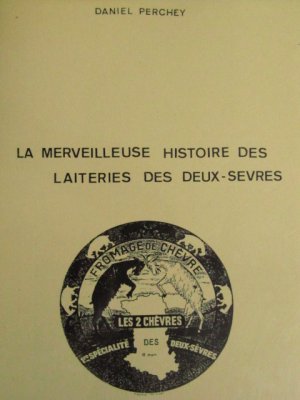 DANIEL PERCHEY
LA MERVEILLEUSE HISTOIRE DES
LAITERIES DES DEUX-SEVRES
FROMAGE DE CHÈVRE
LES 2 CHÈVRES
SPÉCIALITÉ DES DEUX-SÈVRES